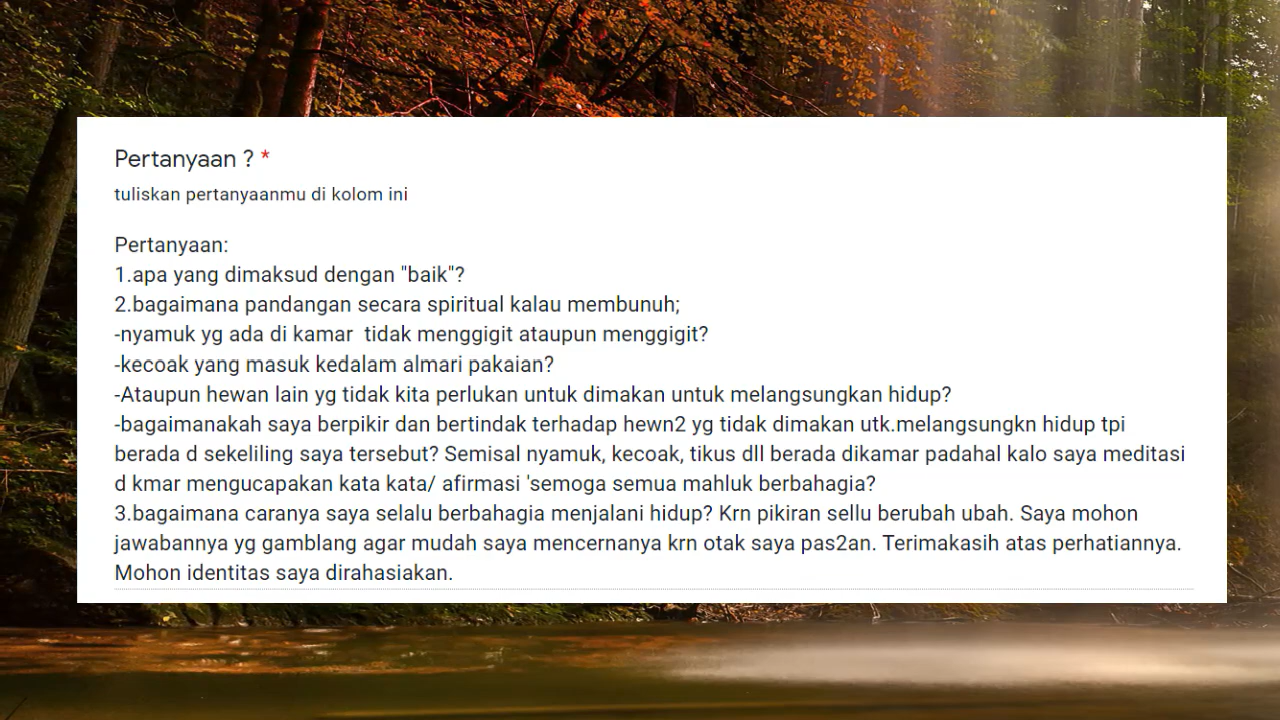 Pertanyaan ? *
tuliskan pertanyaanmu di kolom ini
Pertanyaan:
1.apa yang dimaksud dengan "baik"?
2.bagaimana pandangan secara spiritual kalau membunuh;
-nyamuk yg ada di kamar  tidak menggigit ataupun menggigit?
-kecoak yang masuk kedalam almari pakaian?
-Ataupun hewan lain yg tidak kita perlukan untuk dimakan untuk melangsungkan hidup?
-bagaimanakah saya berpikir dan bertindak terhadap hewn2 yg tidak dimakan utk.melangsungkn hidup tpi
berada d sekeliling saya tersebut? Semisal nyamuk, kecoak, tikus dll berada dikamar padahal kalo saya meditasi
d kmar mengucapakan kata kata/ afirmasi 'semoga semua mahluk berbahagia?
3.bagaimana caranya saya selalu berbahagia menjalani hidup? Krn pikiran sellu berubah ubah. Saya mohon
jawabannya yg gamblang agar mudah saya mencernanya krn otak saya pas2an. Terimakasih atas perhatiannya.
Mohon identitas saya dirahasiakan.